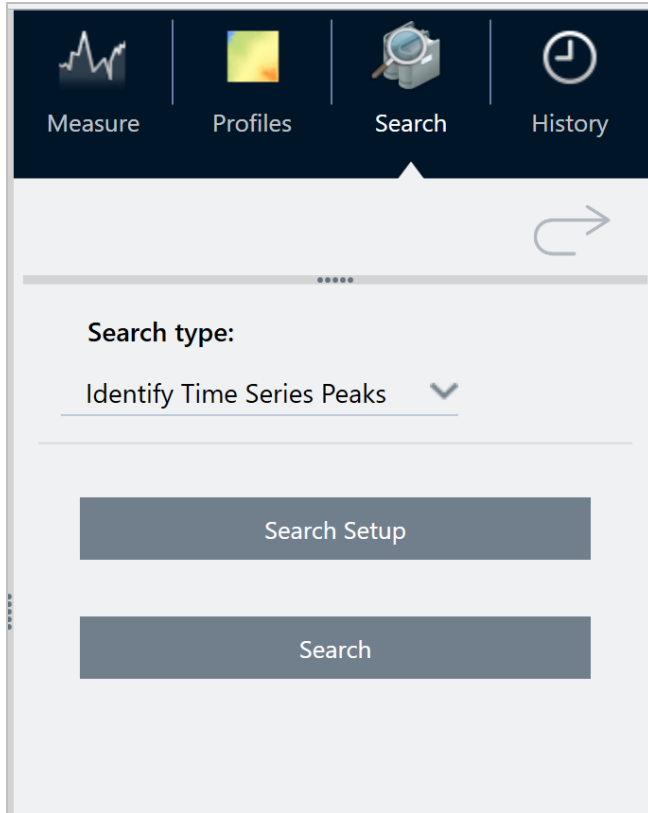 Measure Profiles Search History
Search type:
Identify Time Series Peaks
Search Setup
Search